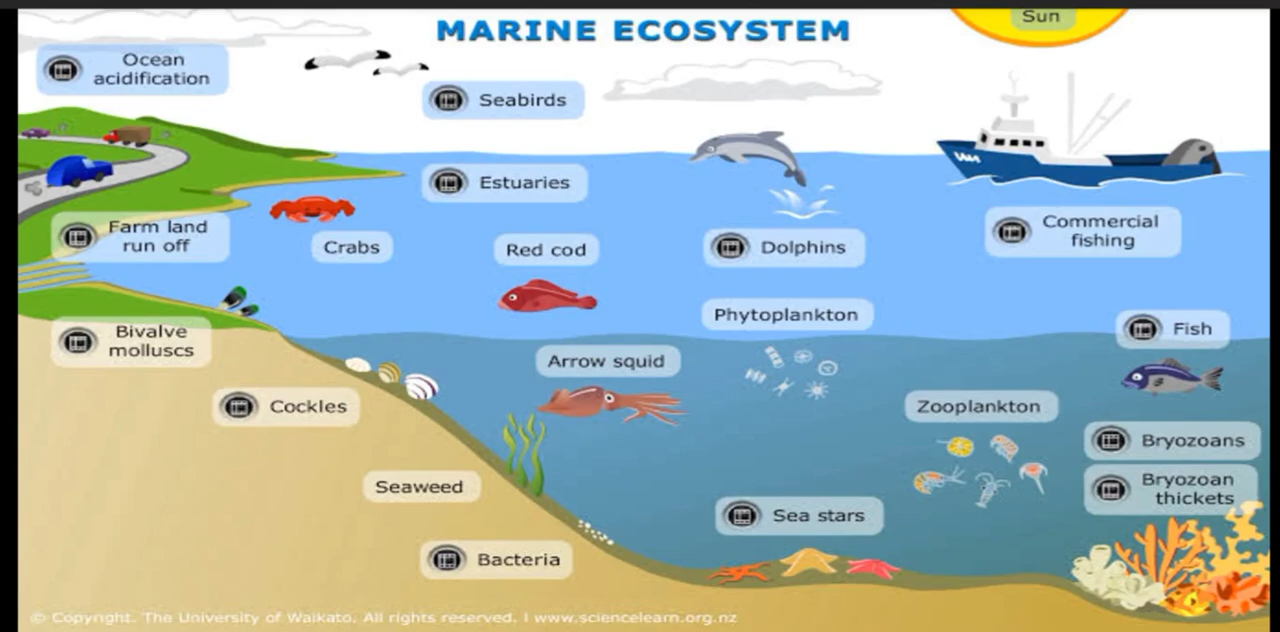 MARINE ECOSYSTEM
Sun
Ocean
acidification
Seabirds
Estuaries
Farm land
run off
Crabs
Red cod
Dolphins
Commercial
fishing
Phytoplankton
Fish
Bivalve
molluscs
Arrow squid
Cockles
Zooplankton
Bryozoans
Seaweed
Bryozoan
thickets
Sea stars
Bacteria
© Copyright. The University of Waikato. All rights reserved. | www.sciencelearn.org.nz